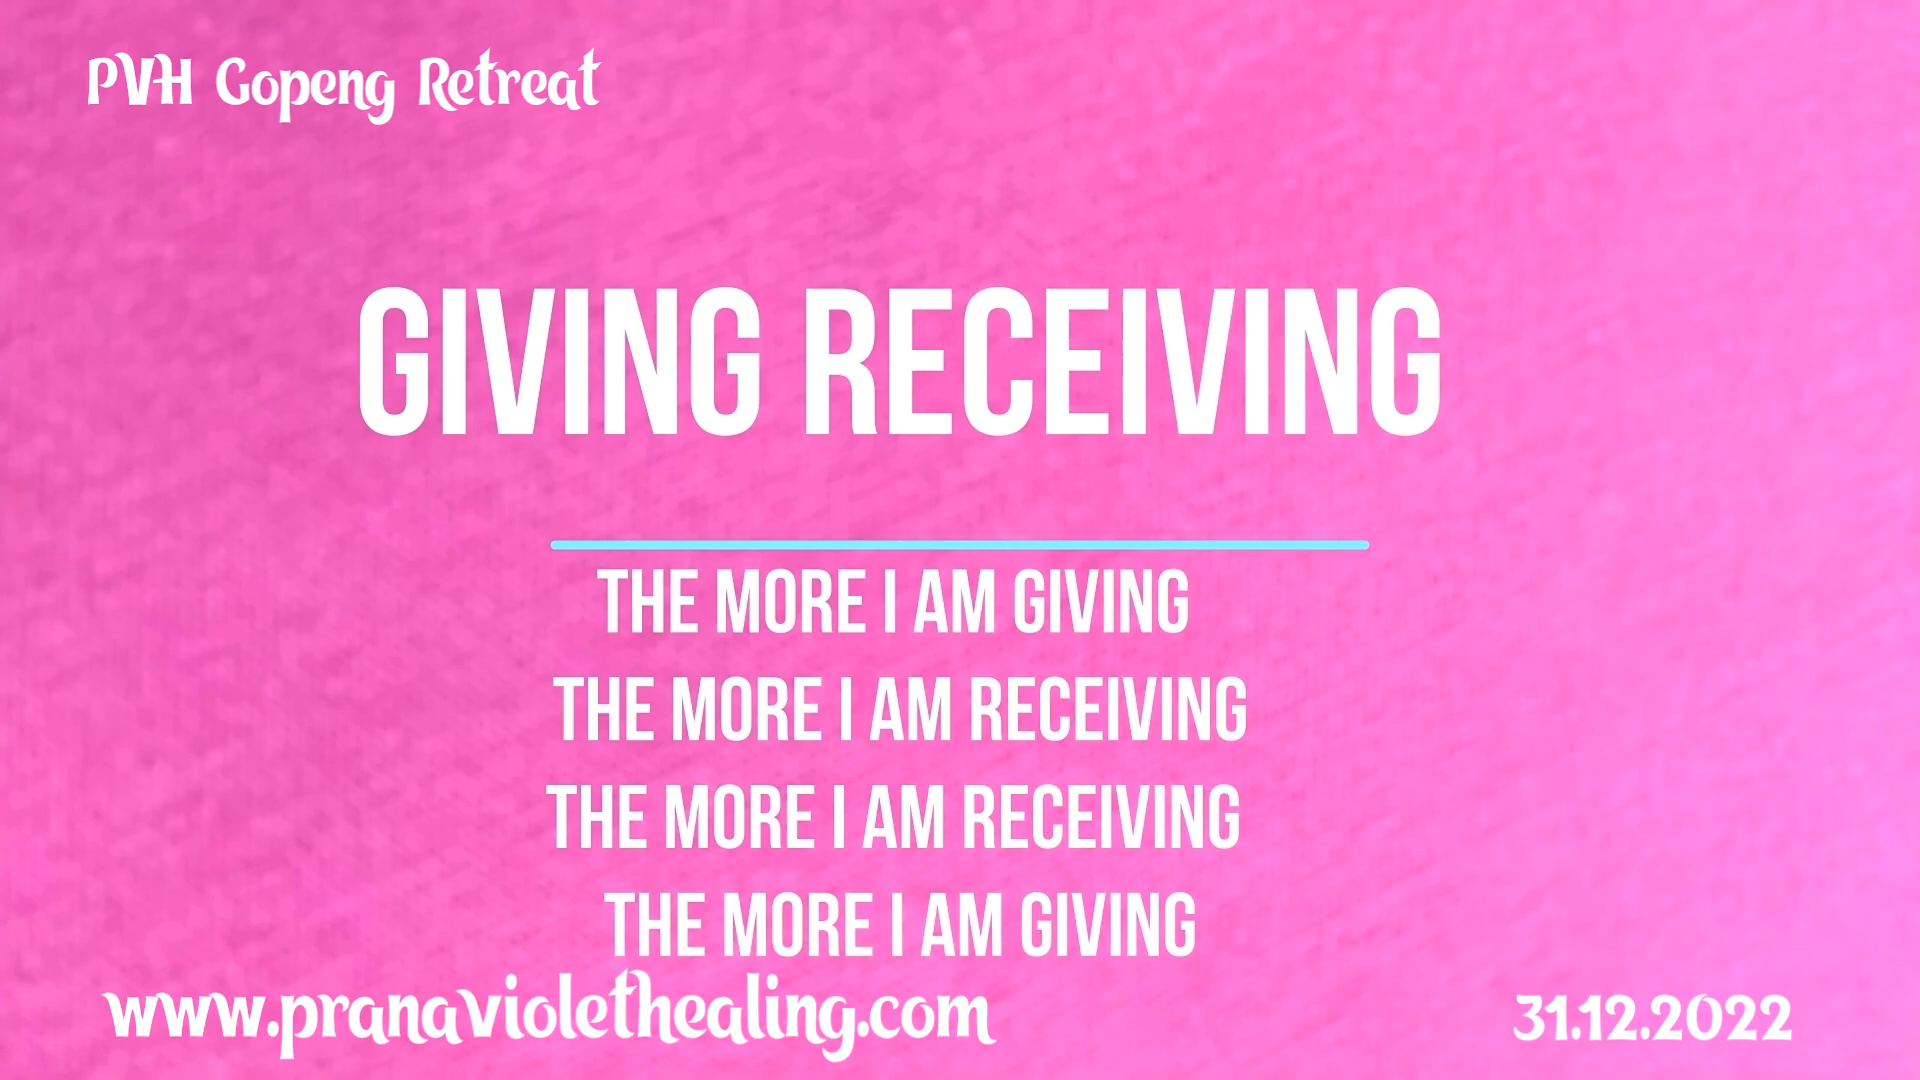 PVH Gopeng Retreat
GIVING RECEIVING
THE MORE I AM GIVING
THE MORE I AM RECEIVING
THE MORE I AM RECEIVING
THE MORE I AM GIVING
www.pranaviolethealing.com
31.12.2022